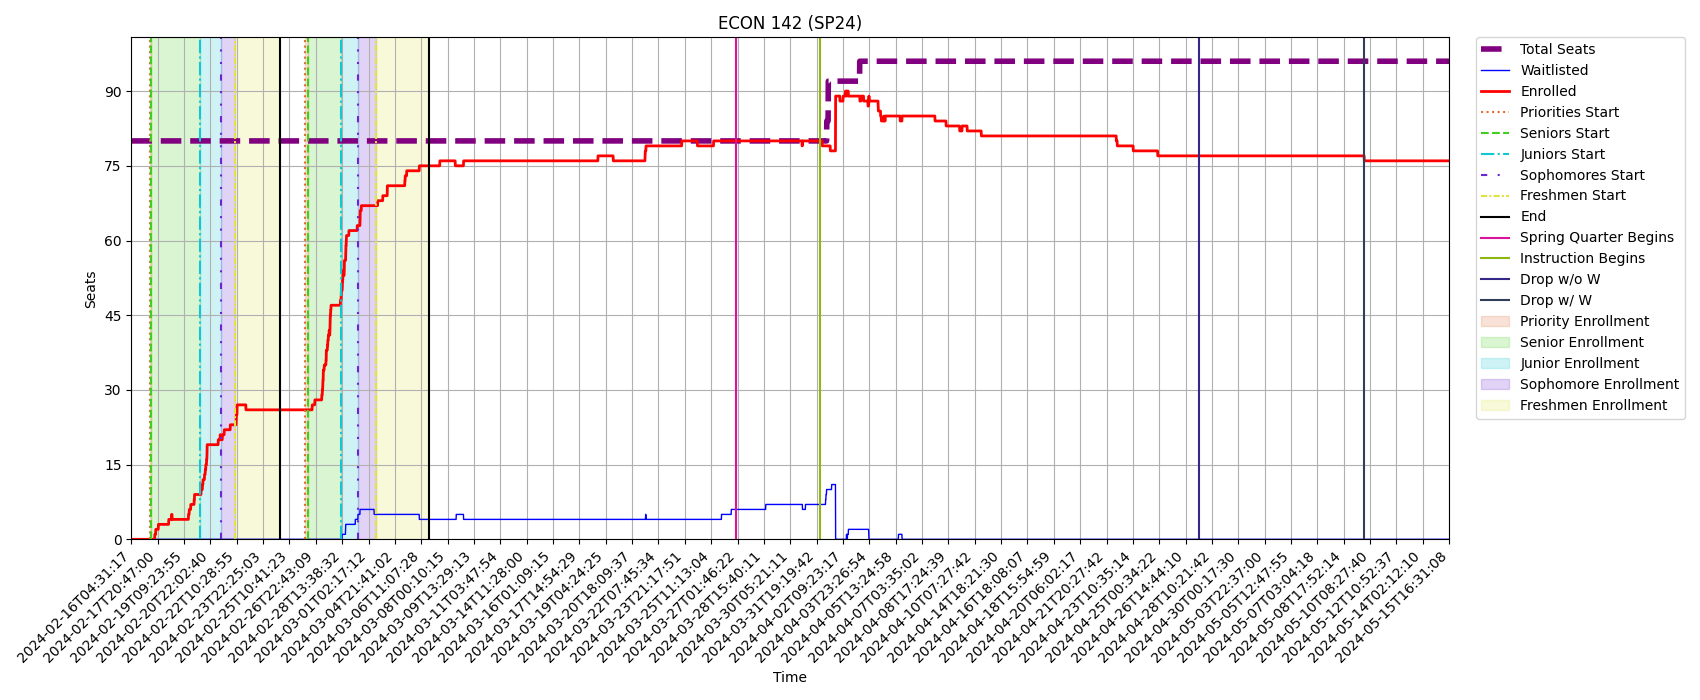 ECON 142 (SP24)
Seats
90
75
60
45
30
15
0
2024-02-16T04:31:17
2024-02-17T20:47:00
2024-02-19T09:23:55
2024-02-20T22:02:40
2024-02-22T10:28:55
2024-02-23T22:25:03
2024-02-25T10:41:23
2024-02-26T22:43:09
2024-02-28T13:38:32
2024-03-01T02:17:12
2024-03-04T21:41:02
2024-03-06T11:07:28
2024-03-08T00:10:15
2024-03-09T13:29:13
2024-03-11T03:47:54
2024-03-14T11:28:00
2024-03-16T01:09:15
2024-03-17T14:54:29
2024-03-19T04:24:25
2024-03-20T18:09:37
2024-03-22T07:45:34
2024-03-23T21:17:51
2024-03-25T11:13:04
2024-03-27T01:46:22
2024-03-28T15:40:11
2024-03-30T05:21:11
2024-03-31T19:19:42
2024-04-02T09:23:17
2024-04-03T23:26:54
2024-04-05T13:24:58
2024-04-07T03:35:02
2024-04-08T17:24:39
2024-04-10T07:27:42
2024-04-14T18:21:30
2024-04-16T18:08:07
2024-04-18T15:54:59
2024-04-20T06:02:17
2024-04-21T20:27:42
2024-04-23T10:35:14
2024-04-25T00:34:22
2024-04-26T14:44:10
2024-04-28T10:21:42
2024-04-30T00:17:30
2024-05-03T22:37:00
2024-05-05T12:47:55
2024-05-07T03:04:18
2024-05-08T17:52:14
2024-05-10T08:27:40
2024-05-12T10:52:37
2024-05-14T02:12:10
2024-05-15T16:31:08
Time
Total Seats
Waitlisted
Enrolled
Priorities Start
Seniors Start
Juniors Start
Sophomores Start
Freshmen Start
End
Spring Quarter Begins
Instruction Begins
Drop w/o W
Drop w/ W
Priority Enrollment
Senior Enrollment
Junior Enrollment
Sophomore Enrollment
Freshmen Enrollment